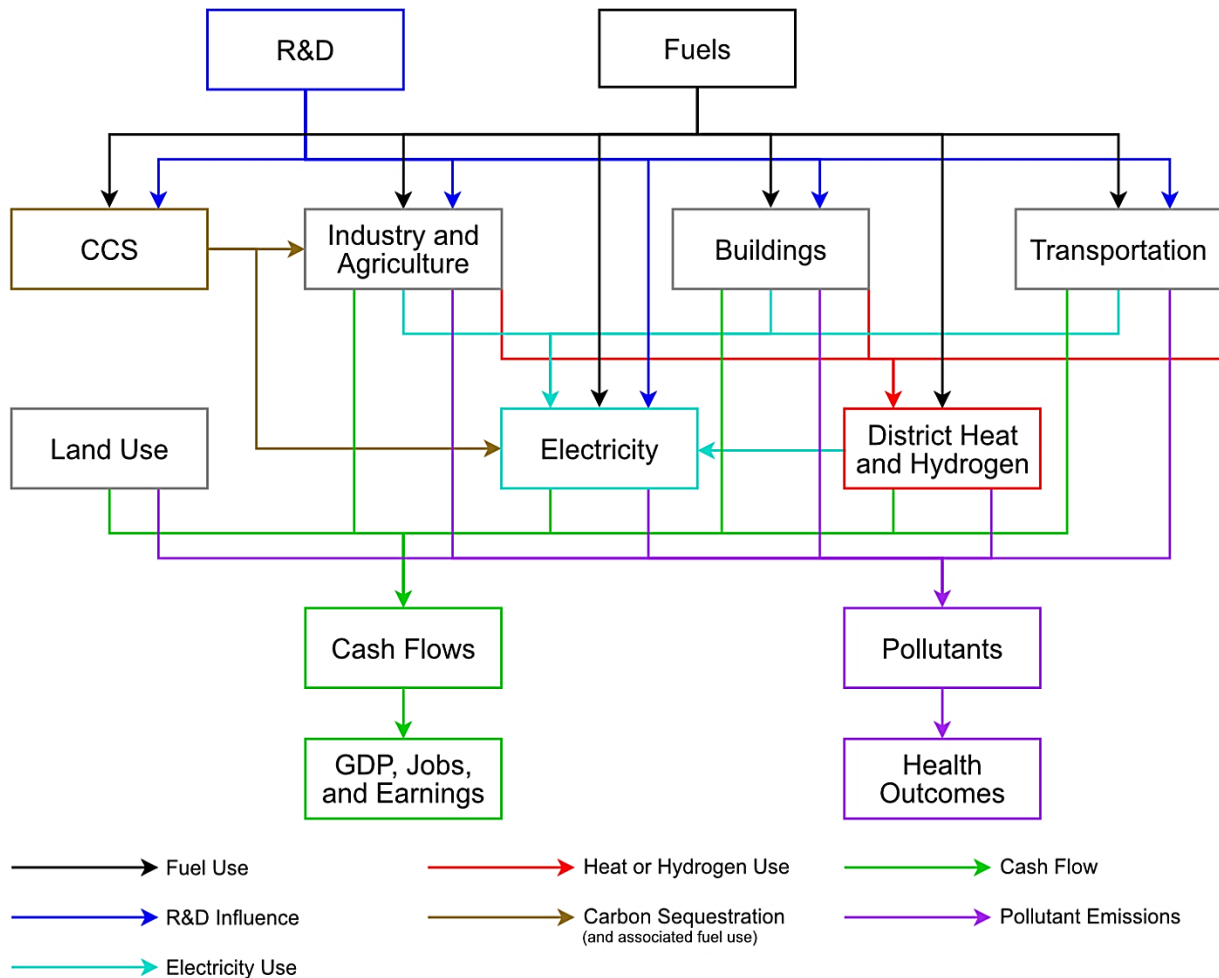 R&D
Fuels
CCS
Industry and
Agriculture
Buildings
Transportation
Land Use
Electricity
District Heat
and Hydrogen
Cash Flows
Pollutants
GDP, Jobs,
and Earnings
Health
Outcomes
Fuel Use
Heat or Hydrogen Use
Cash Flow
R&D Influence
Carbon Sequestration
(and associated fuel use)
Pollutant Emissions
Electricity Use